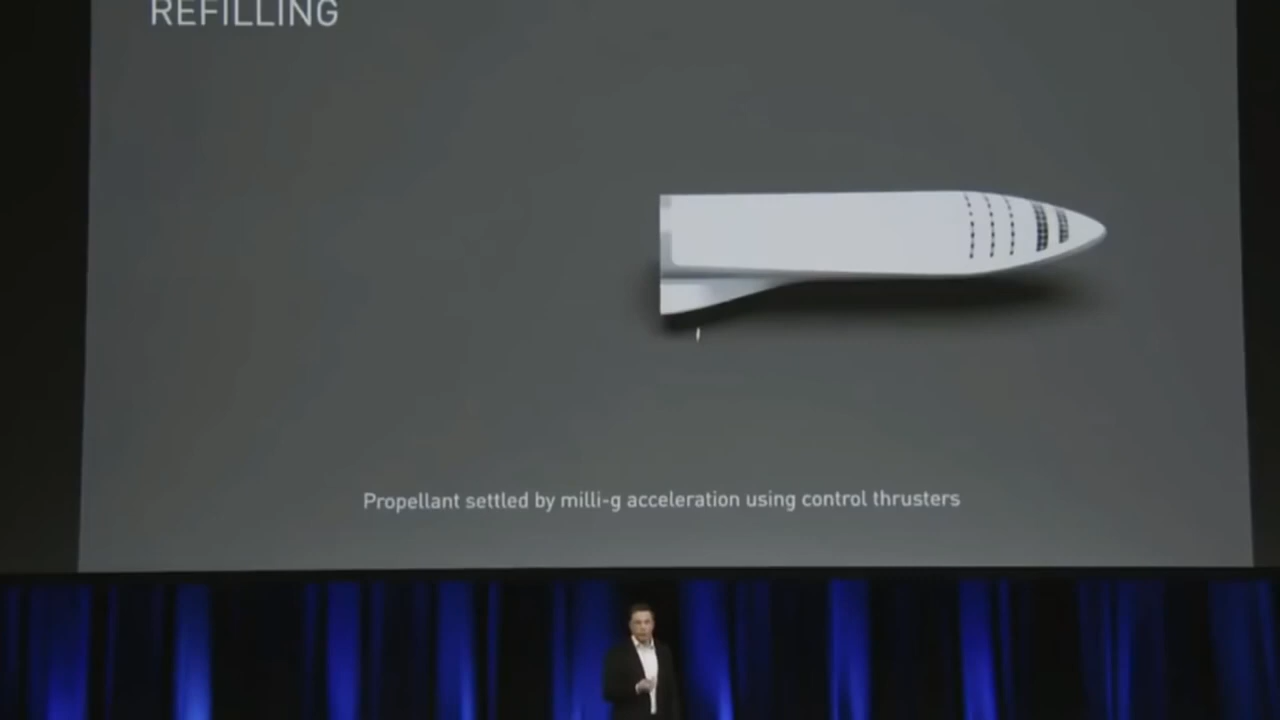 REFILLING
Propellant settled by milli-g acceleration using control thrusters